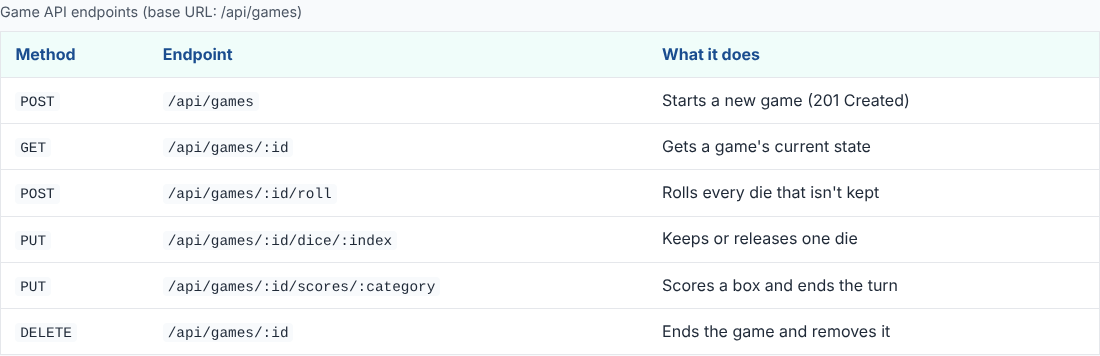 Game API endpoints (base URL: /api/games)
Method Endpoint What it does
POST /api/games Starts a new game (201 Created)
GET /api/games/:id Gets a game's current state
POST /api/games/:id/roll Rolls every die that isn't kept
PUT /api/games/:id/dice/:index Keeps or releases one die
PUT /api/games/:id/scores/:category Scores a box and ends the turn
DELETE /api/games/:id Ends the game and removes it